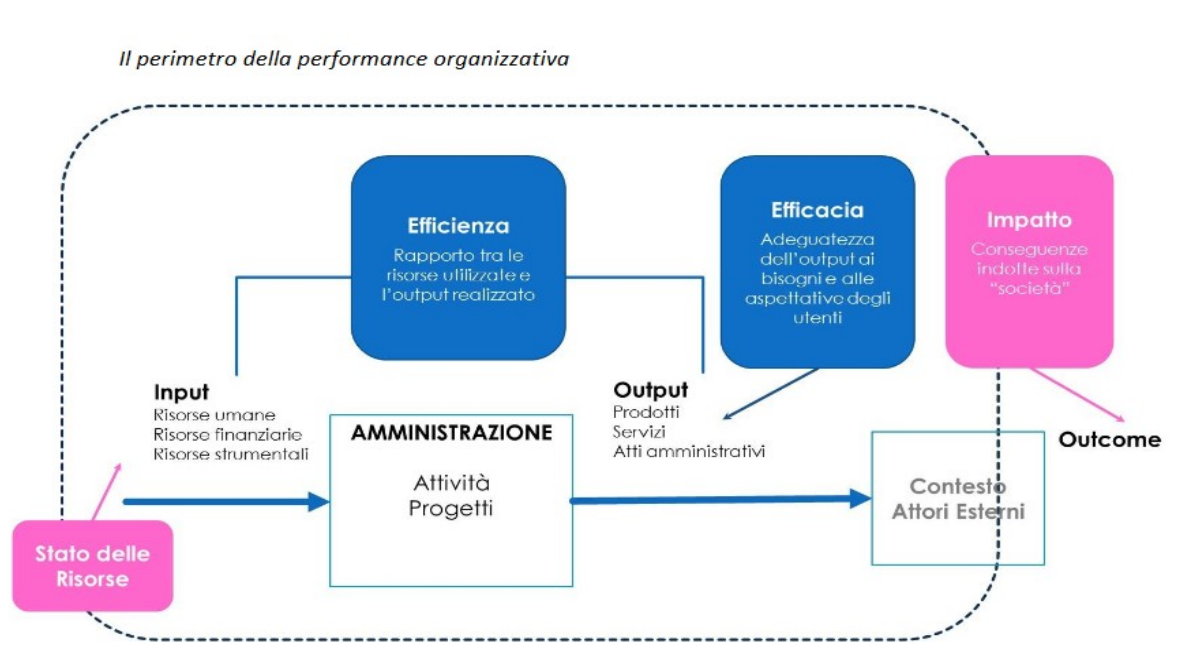 Il perimetro della performance organizzativa
Efficienza
Rapporto tra le
risorse utilizzate e
l'output realizzato
Efficacia
Adeguatezza
dell'output ai
bisogni e alle
aspettative degli
utenti
Impatto
Conseguenze
indotte sulla
“società”
Input
Risorse umane
Risorse finanziarie
Risorse strumentali
AMMINISTRAZIONE
Attività
Progetti
Output
Prodotti
Servizi
Atti amministrativi
Outcome
Contesto
Attori Esterni
Stato delle
Risorse